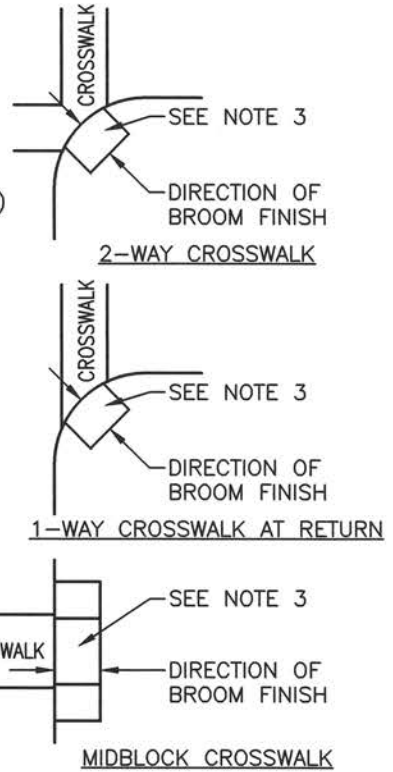 CROSSWALK
SEE NOTE 3
DIRECTION OF
BROOM FINISH
2-WAY CROSSWALK
CROSSWALK
SEE NOTE 3
DIRECTION OF
BROOM FINISH
1-WAY CROSSWALK AT RETURN
SEE NOTE 3
WALK
DIRECTION OF
BROOM FINISH
MIDBLOCK CROSSWALK